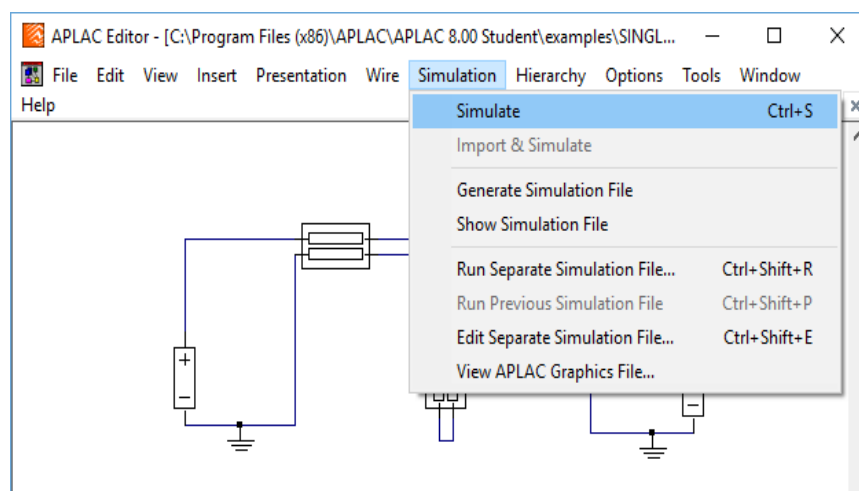 APLAC Editor - [C:\Program Files (x86)\APLAC\APLAC 8.00 Student\examples\SINGL...
File Edit View Insert Presentation Wire Simulation Hierarchy Options Tools Window
Help
Simulate Ctrl+S
Import & Simulate
Generate Simulation File
Show Simulation File
Run Separate Simulation File... Ctrl+Shift+R
Run Previous Simulation File Ctrl+Shift+P
Edit Separate Simulation File... Ctrl+Shift+E
View APLAC Graphics File...